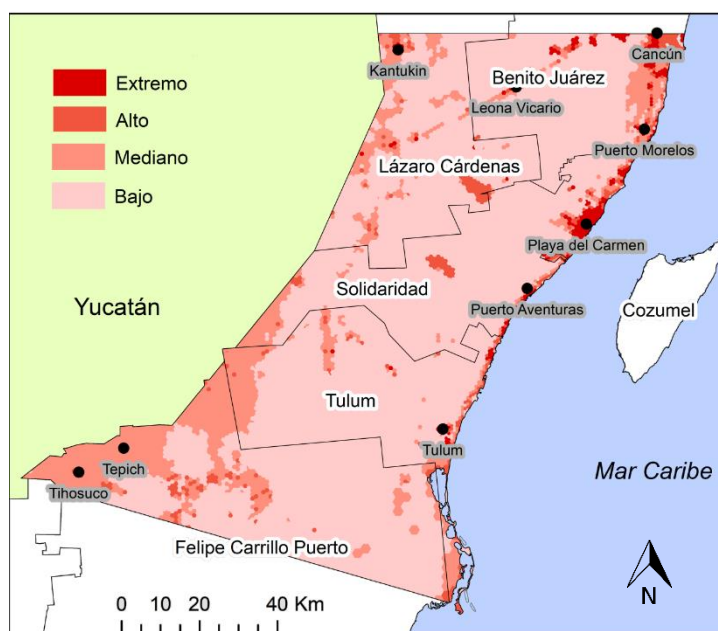 Extremo
Alto
Mediano
Bajo
Kantukin
Cancún
Benito Juárez
Leona Vicario
Puerto Morelos
Lázaro Cárdenas
Playa del Carmen
Solidaridad
Yucatán
Puerto Aventuras
Cozumel
Tulum
Tulum
Tepich
Tihosuco
Mar Caribe
Felipe Carrillo Puerto
0 10 20 40 Km
N